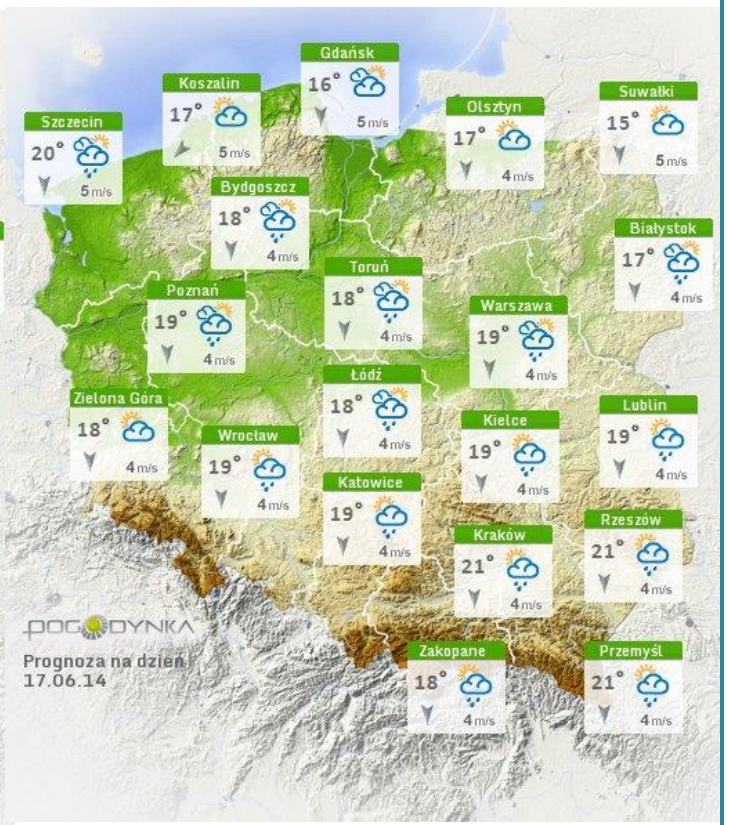 Gdańsk
16°
5 m/s
Koszalin
17°
5 m/s
Suwałki
15°
5 m/s
Olsztyn
17°
4 m/s
Szczecin
20°
5 m/s
Bydgoszcz
18°
4 m/s
Białystok
17°
4 m/s
Toruń
18°
4 m/s
Poznań
19°
4 m/s
Warszawa
19°
4 m/s
Łódź
18°
4 m/s
Zielona Góra
18°
4 m/s
Lublin
19°
4 m/s
Kielce
19°
4 m/s
Wrocław
19°
4 m/s
Katowice
19°
4 m/s
Rzeszów
21°
4 m/s
Kraków
21°
4 m/s
POGODYNKA
Prognoza na dzień
17.06.14
Zakopane
18°
4 m/s
Przemyśl
21°
4 m/s